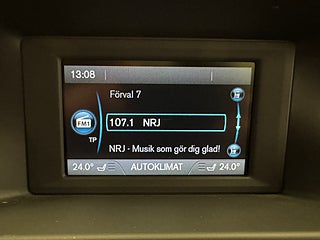 13:08
Förval 7
FM1
107.1 NRJ
TP
NRJ - Musik som gör dig glad!
24.0° AUTOKLIMAT 24.0°